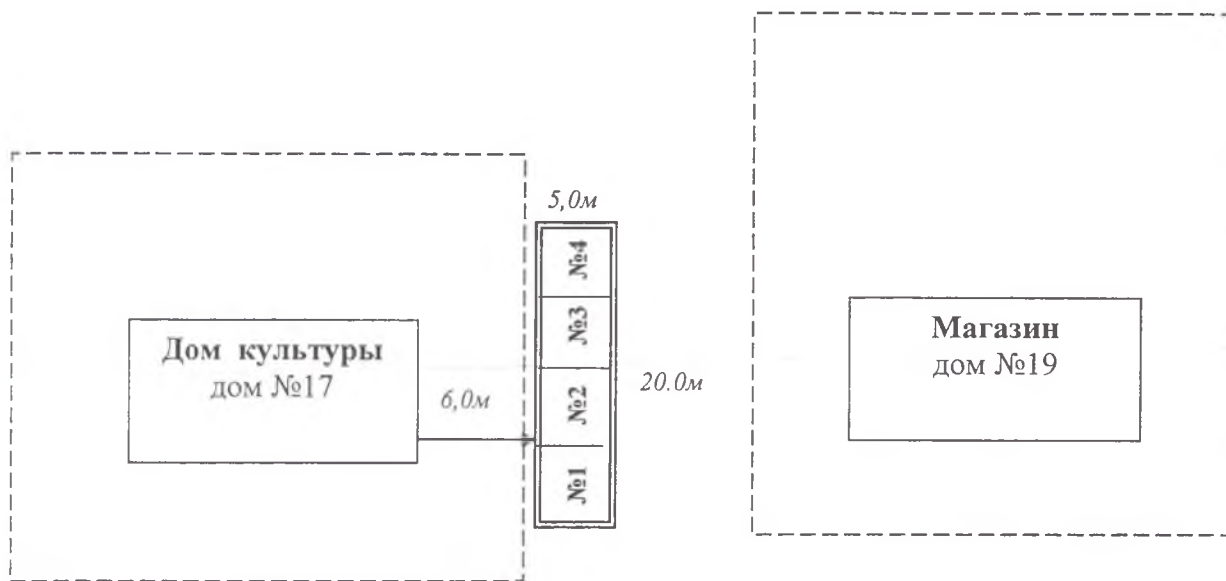 5,0м
№4
№3
№2
№1
Дом культуры
дом №17
6,0м
20.0м
Магазин
дом №19